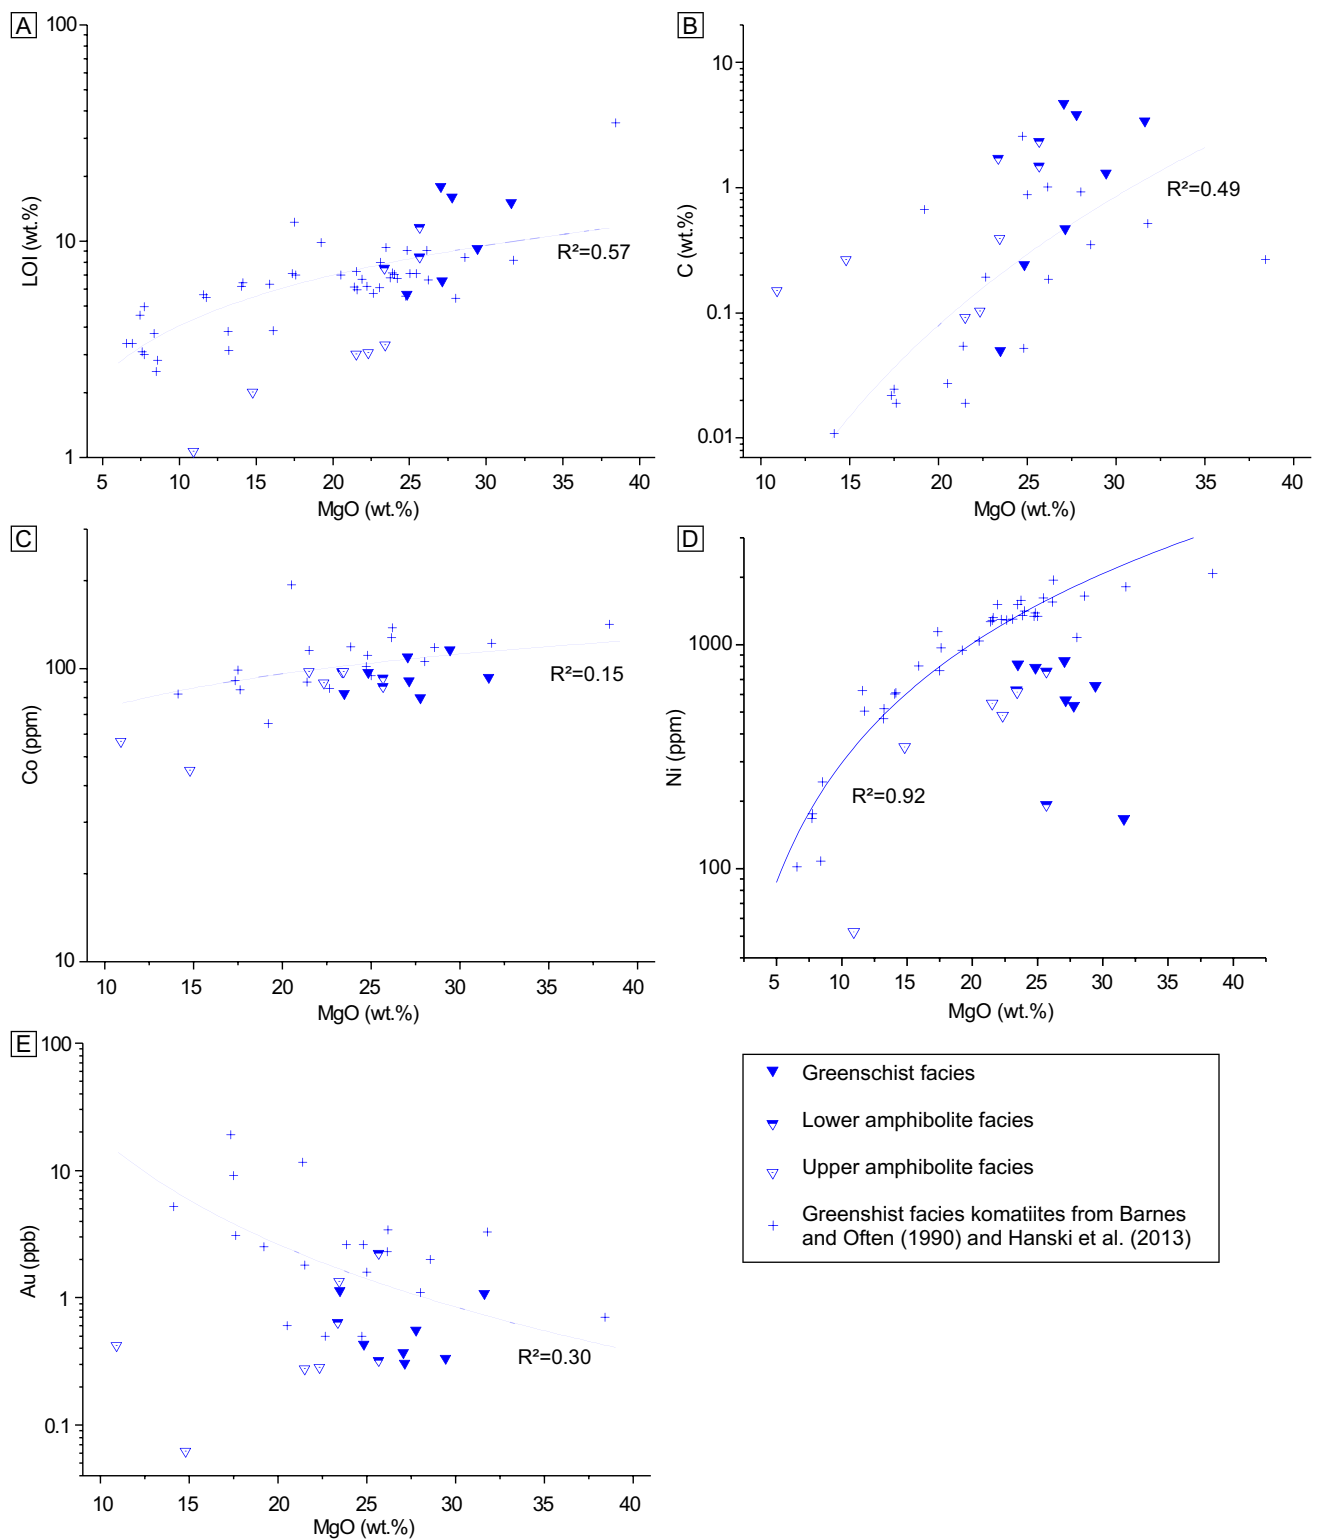 A
100
10
1
LOI (wt.%)
R²=0.57
5 10 15 20 25 30 35 40
MgO (wt.%)
B
10
1
0.1
0.01
C (wt.%)
R²=0.49
10 15 20 25 30 35 40
MgO (wt.%)
C
100
10
Co (ppm)
R²=0.15
10 15 20 25 30 35 40
MgO (wt.%)
D
1000
100
Ni (ppm)
R²=0.92
5 10 15 20 25 30 35 40
MgO (wt.%)
E
100
10
1
0.1
Au (ppb)
R²=0.30
10 15 20 25 30 35 40
MgO (wt.%)
Greenschist facies
Lower amphibolite facies
Upper amphibolite facies
Greenshist facies komatiites from Barnes
and Often (1990) and Hanski et al. (2013)